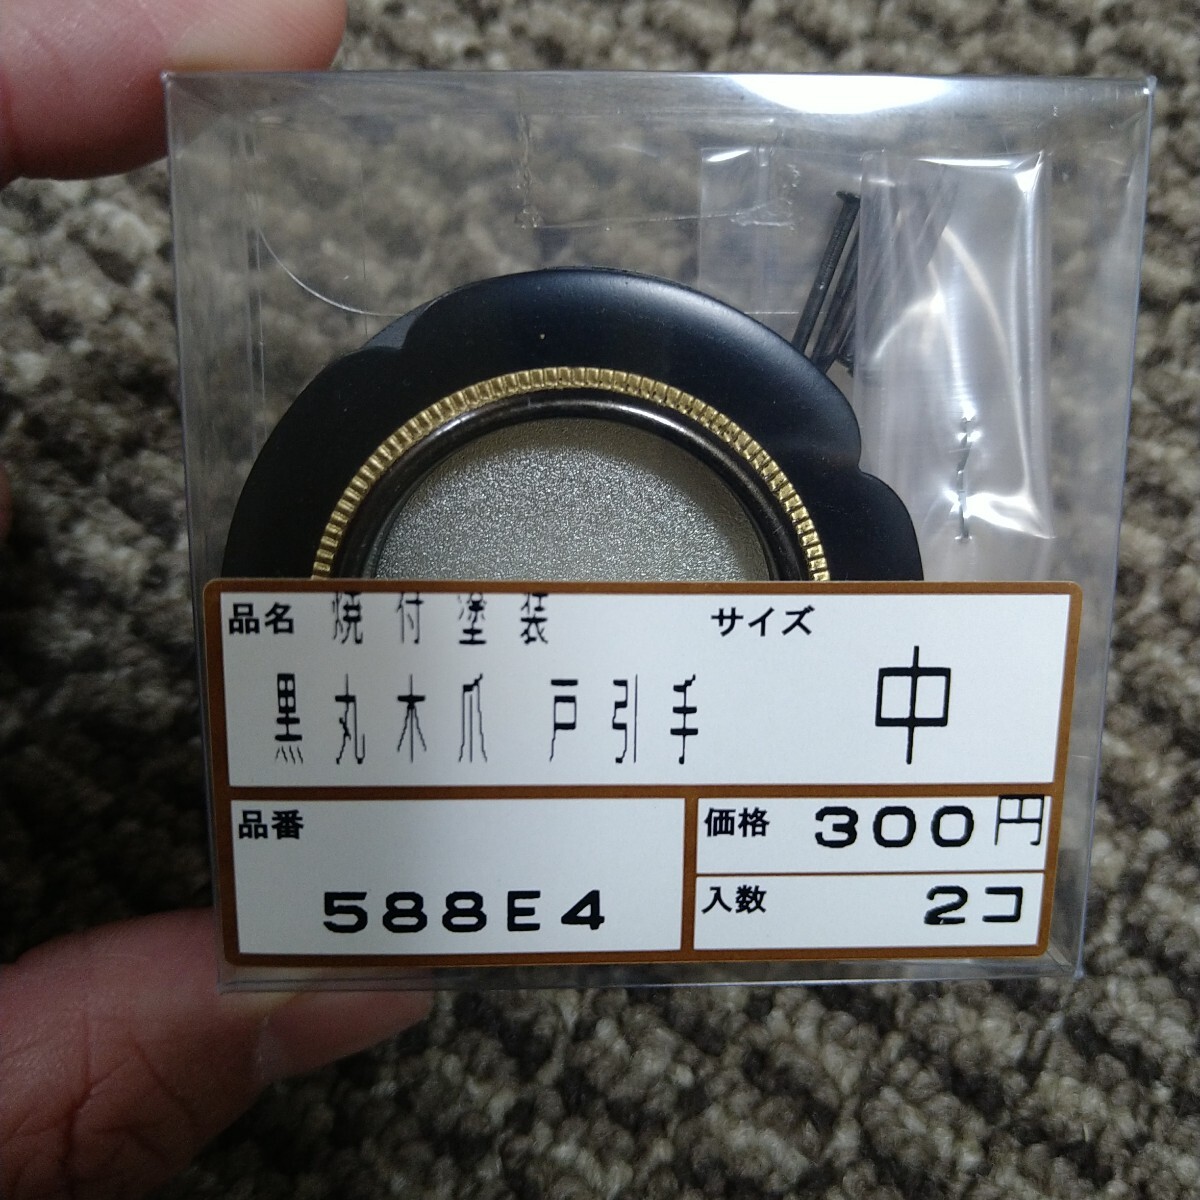 品名 焼付塗装
黒丸木爪 戸引手
サイズ
中
品番
588E4
価格 300円
入数 2コ